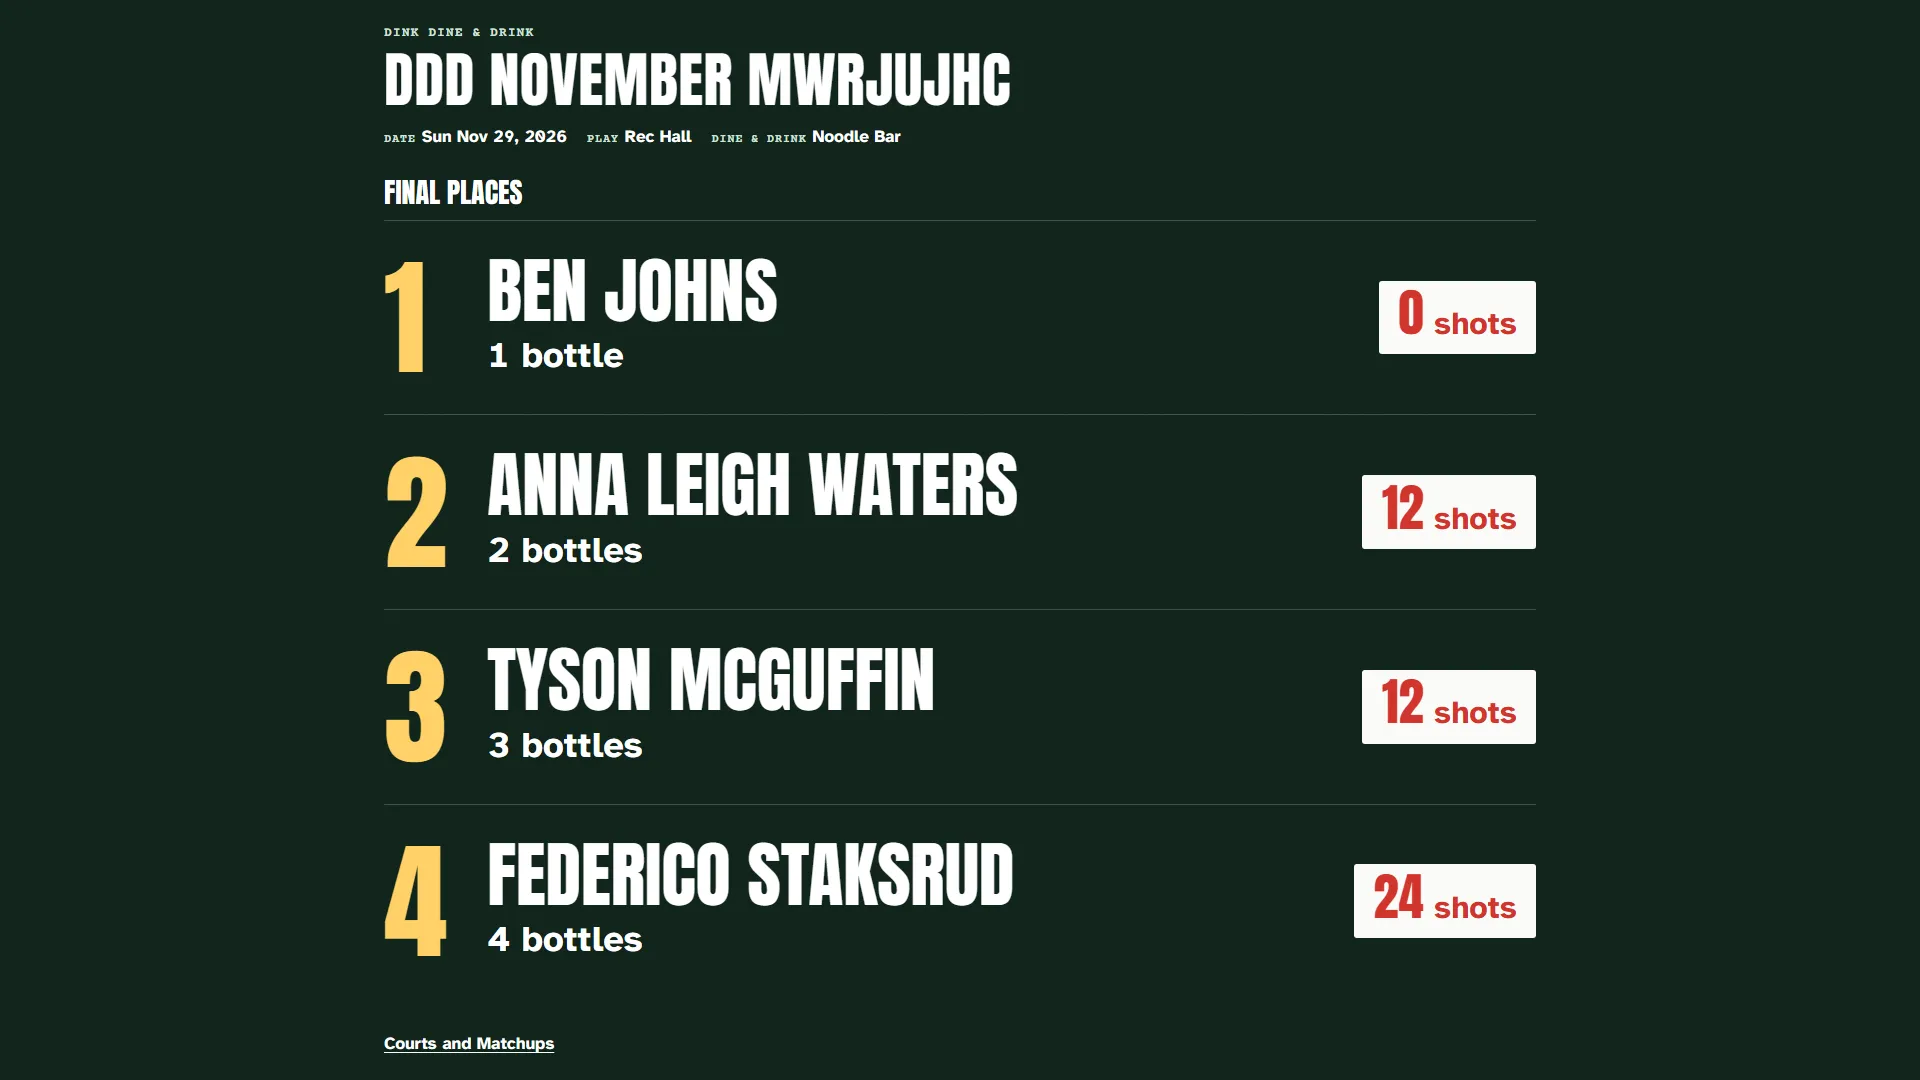 DINK DINE & DRINK
DDD NOVEMBER MWRJUJHC
DATE Sun Nov 29, 2026 PLAY Rec Hall DINE & DRINK Noodle Bar
FINAL PLACES
1 BEN JOHNS
1 bottle
0 shots
2 ANNA LEIGH WATERS
2 bottles
12 shots
3 TYSON MCGUFFIN
3 bottles
12 shots
4 FEDERICO STAKSRUD
4 bottles
24 shots
Courts and Matchups